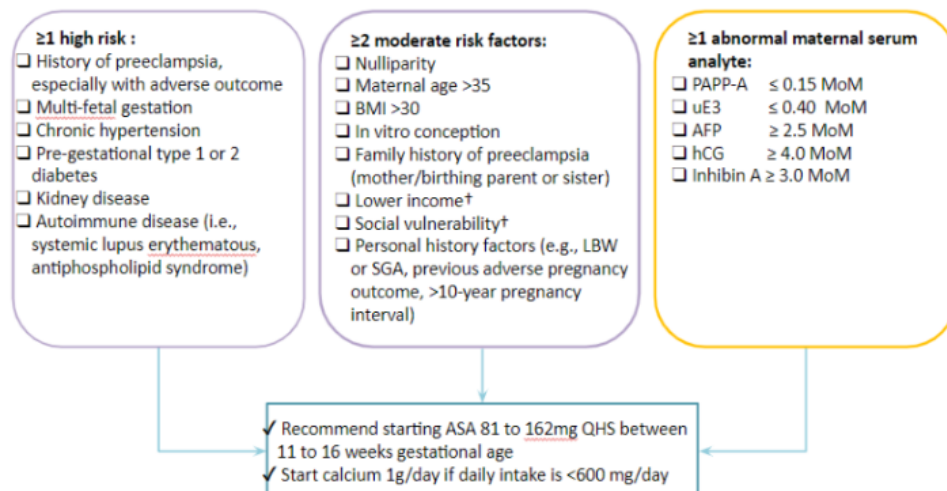 ≥1 high risk :
❑ History of preeclampsia,
especially with adverse outcome
❑ Multi-fetal gestation
❑ Chronic hypertension
❑ Pre-gestational type 1 or 2
diabetes
❑ Kidney disease
❑ Autoimmune disease (i.e.,
systemic lupus erythematous,
antiphospholipid syndrome)
≥2 moderate risk factors:
❑ Nulliparity
❑ Maternal age >35
❑ BMI >30
❑ In vitro conception
❑ Family history of preeclampsia
(mother/birthing parent or sister)
❑ Lower income†
❑ Social vulnerability†
❑ Personal history factors (e.g., LBW
or SGA, previous adverse pregnancy
outcome, >10-year pregnancy
interval)
≥1 abnormal maternal serum
analyte:
❑ PAPP-A ≤ 0.15 MoM
❑ uE3 ≤ 0.40 MoM
❑ AFP ≥ 2.5 MoM
❑ hCG ≥ 4.0 MoM
❑ Inhibin A ≥ 3.0 MoM
✓ Recommend starting ASA 81 to 162mg QHS between
11 to 16 weeks gestational age
✓ Start calcium 1g/day if daily intake is <600 mg/day